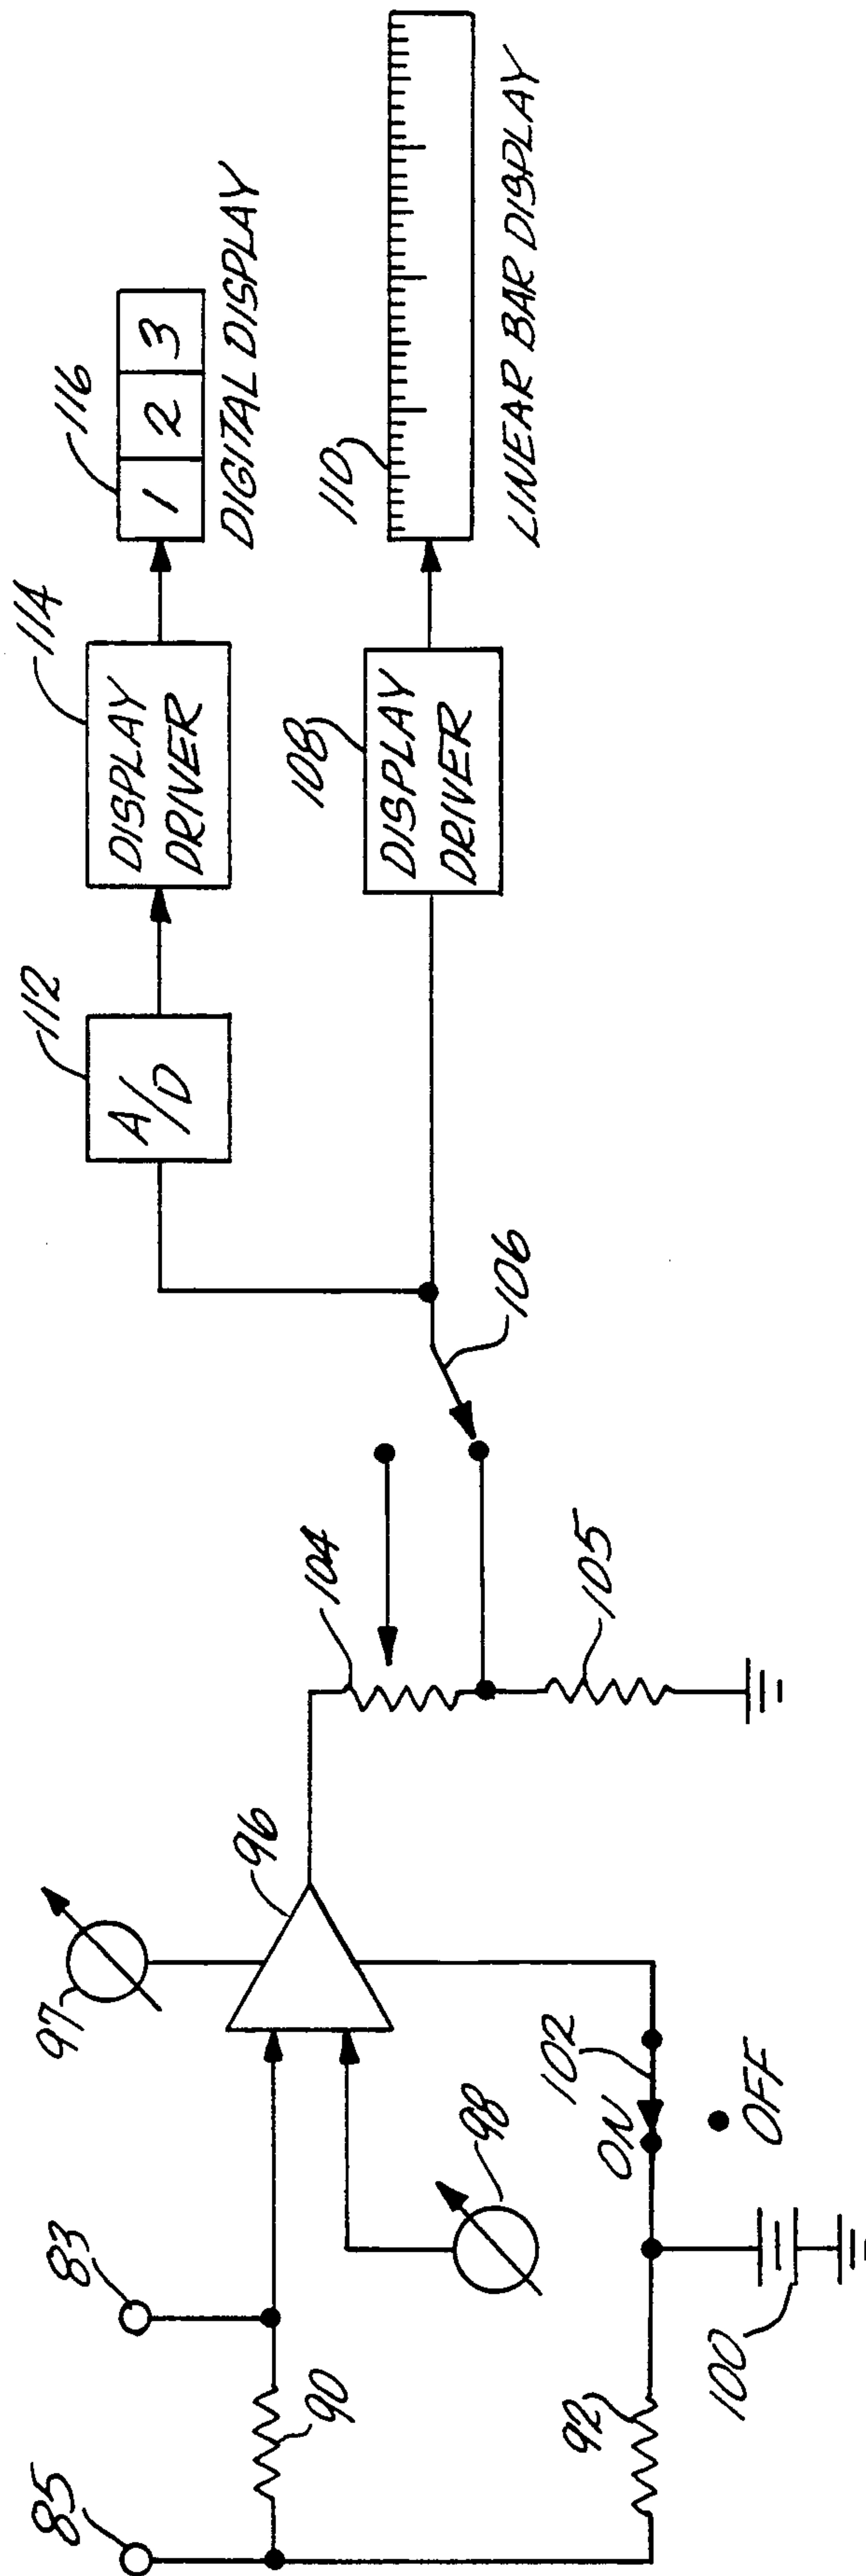 85
83
90
92
100
98
97
96
ON
102
OFF
104
105
106
112
A/D
114
DISPLAY
DRIVER
108
DISPLAY
DRIVER
116
1 2 3
DIGITAL DISPLAY
110
LINEAR BAR DISPLAY